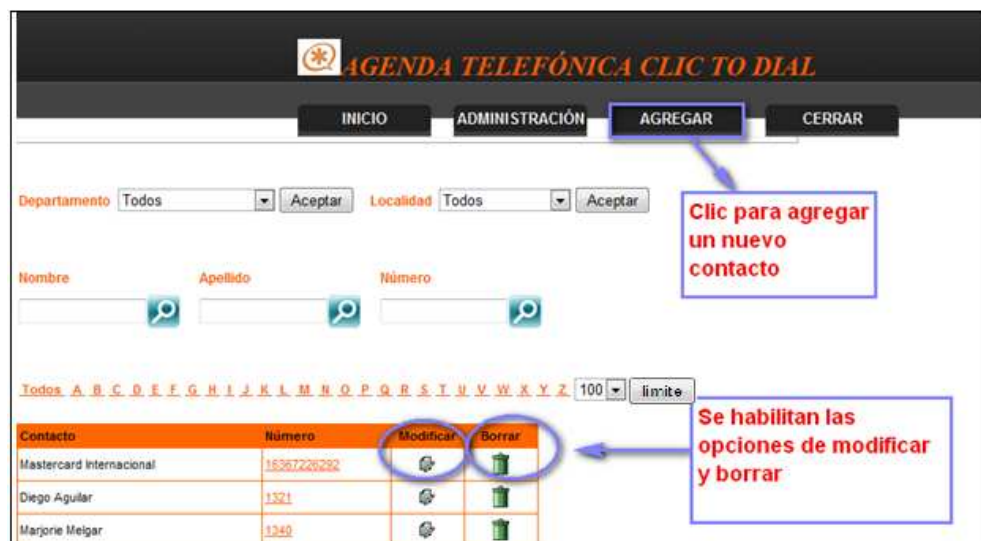 AGENDA TELEFÓNICA CLIC TO DIAL
INICIO ADMINISTRACIÓN AGREGAR CERRAR
Departamento Todos Aceptar Localidad Todos Aceptar
Clic para agregar
un nuevo
contacto
Nombre Apellido Número
Todos A B C D E F G H I J K L M N O P Q R S T U V W X Y Z 100 limite
Se habilitan las
opciones de modificar
y borrar
Contacto Número Modificar Borrar
Mastercard Internacional 16367226292
Diego Aguilar 1321
Marjorie Melgar 1340